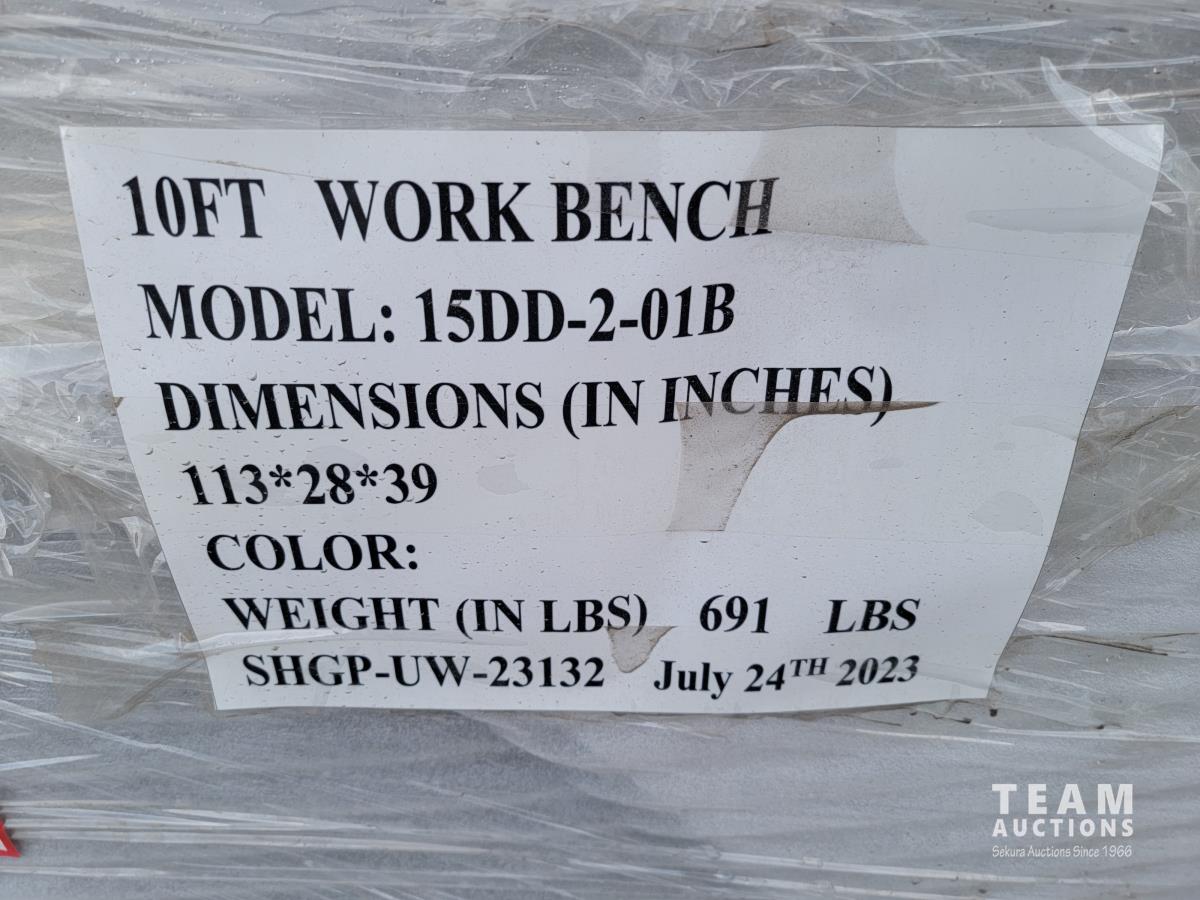 10FT WORK BENCH
MODEL: 15DD-2-01B
DIMENSIONS (IN INCHES)
113*28*39
COLOR:
WEIGHT (IN LBS) 691 LBS
SHGP-UW-23132 July 24TH 2023
TEAM
AUCTIONS
Sekura Auctions Since 1966